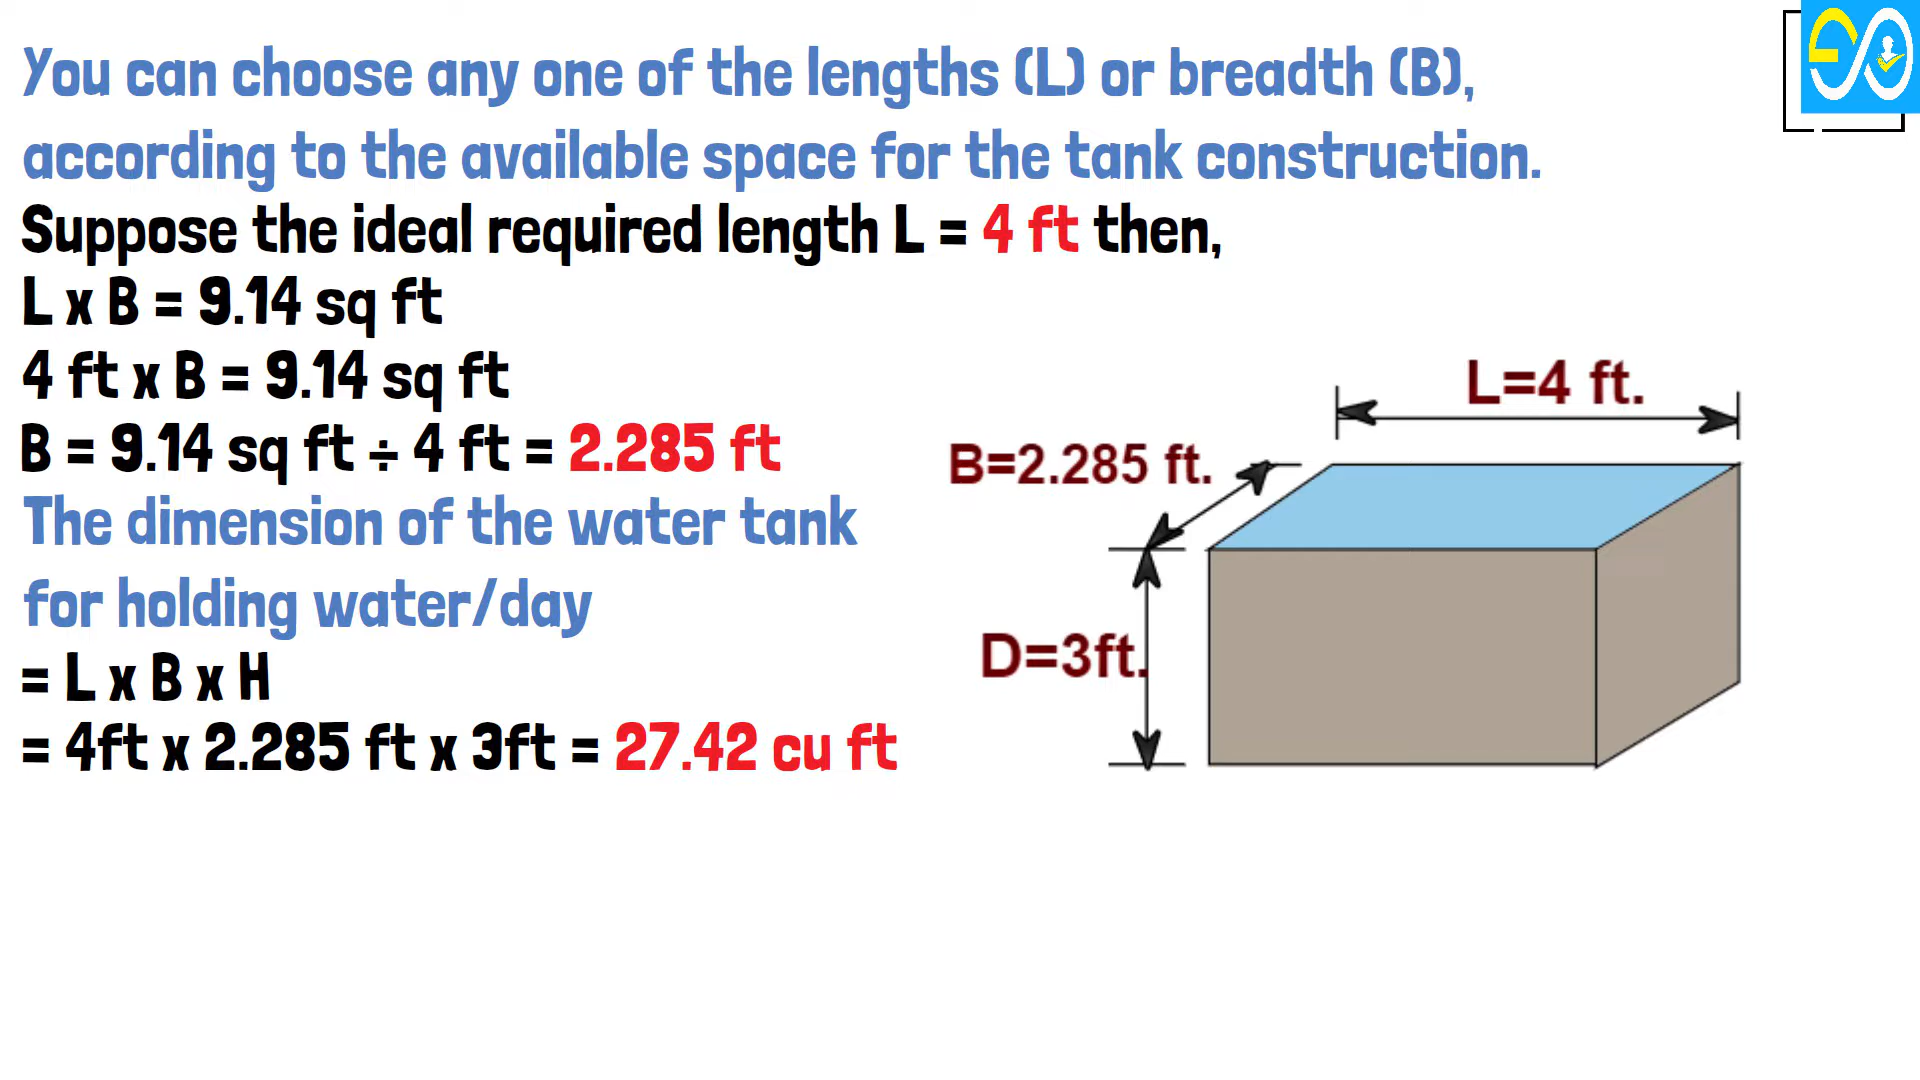 You can choose any one of the lengths (L) or breadth (B),
according to the available space for the tank construction.
Suppose the ideal required length L = 4 ft then,
L x B = 9.14 sq ft
4 ft x B = 9.14 sq ft
B = 9.14 sq ft ÷ 4 ft = 2.285 ft
The dimension of the water tank
for holding water/day
= L x B x H
= 4ft x 2.285 ft x 3ft = 27.42 cu ft
L=4 ft.
B=2.285 ft.
D=3ft.